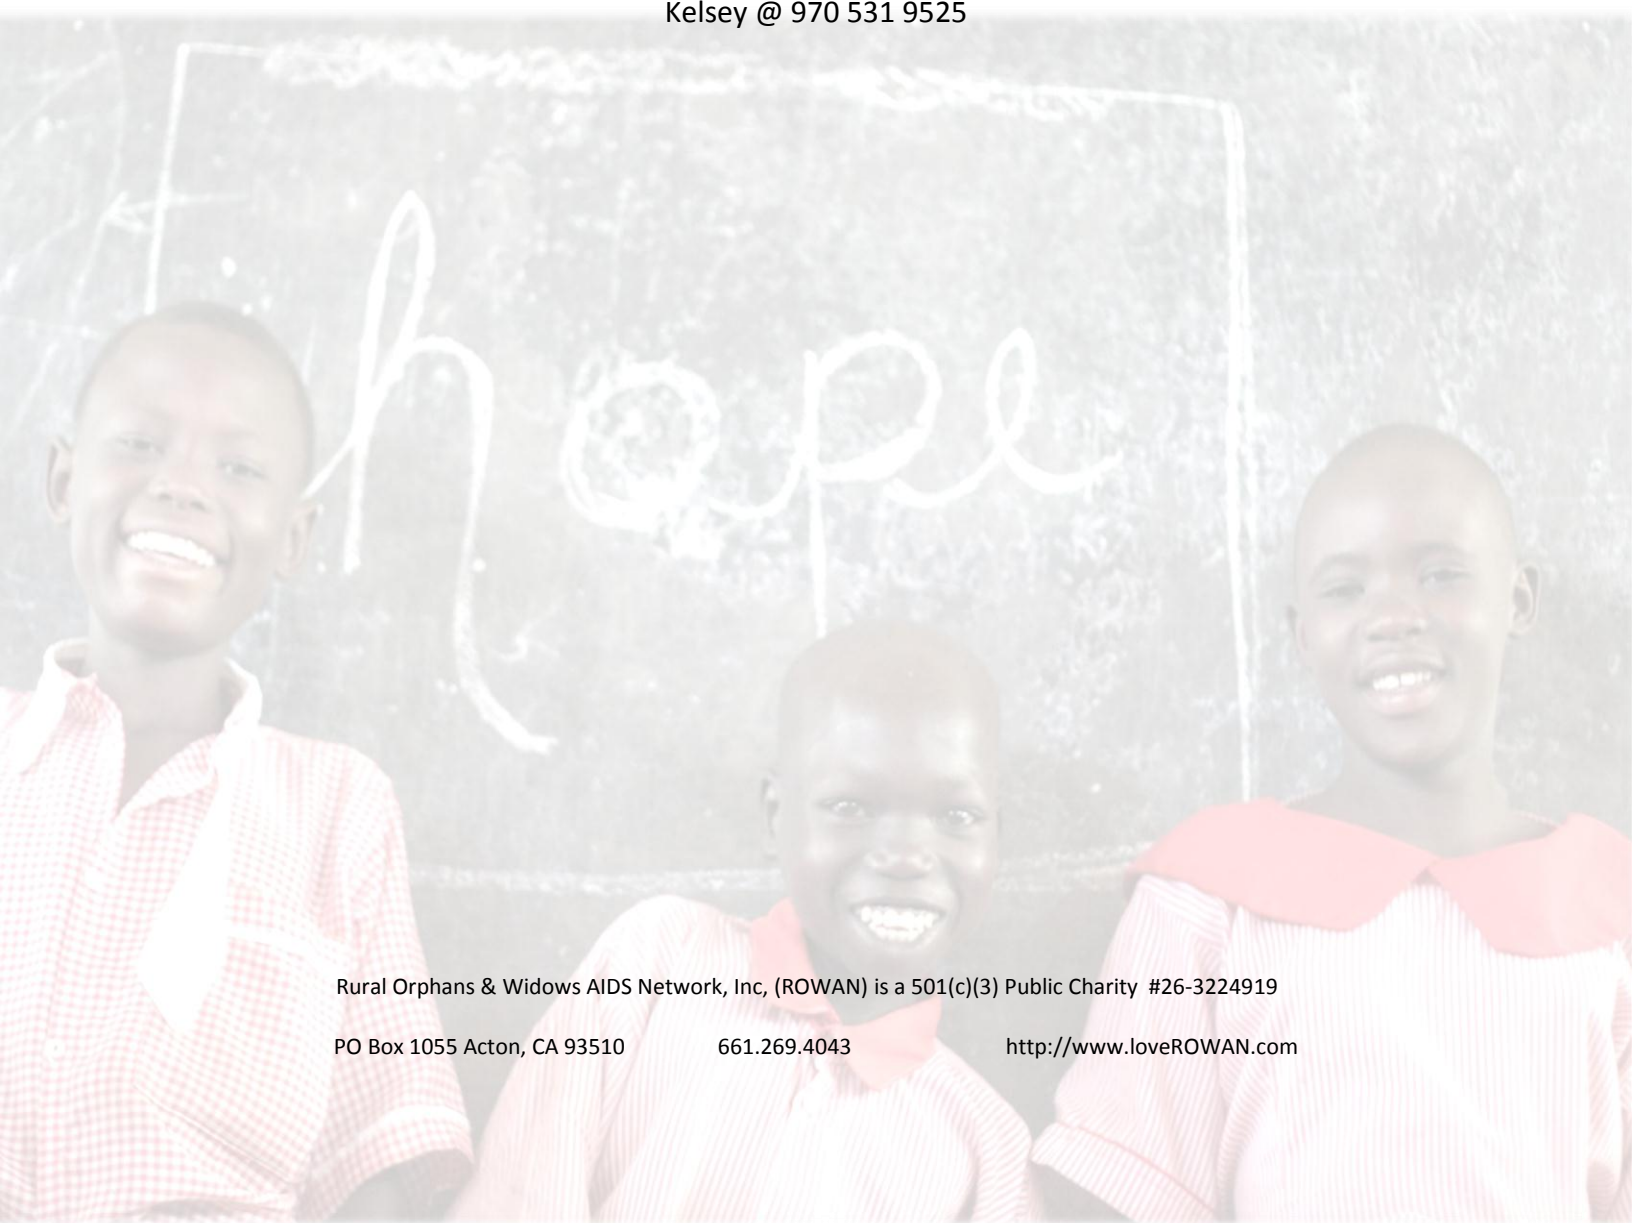 Kelsey @ 970 531 9525
hope
Rural Orphans & Widows AIDS Network, Inc, (ROWAN) is a 501(c)(3) Public Charity #26-3224919
PO Box 1055 Acton, CA 93510 661.269.4043 http://www.loveROWAN.com